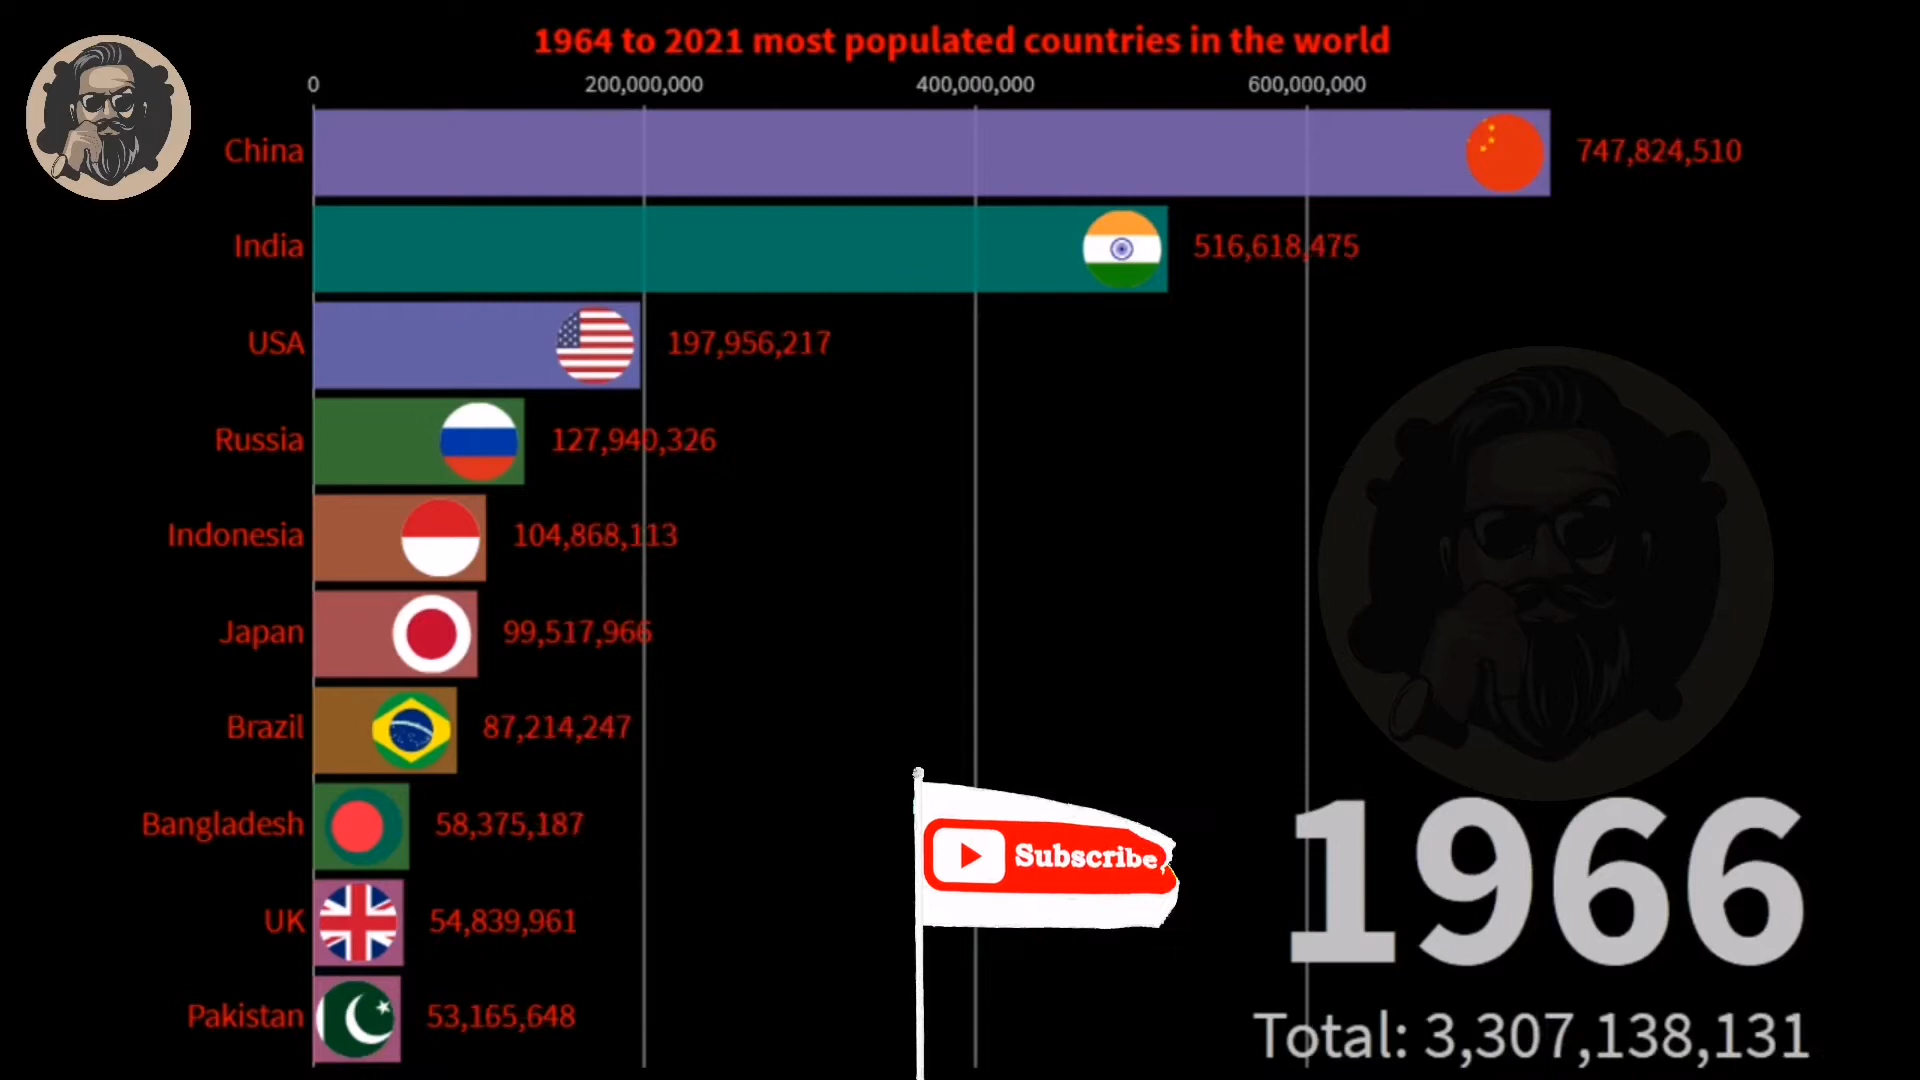 1964 to 2021 most populated countries in the world
0 200,000,000 400,000,000 600,000,000
China 747,824,510
India 516,618,475
USA 197,956,217
Russia 127,940,326
Indonesia 104,868,113
Japan 99,517,966
Brazil 87,214,247
Bangladesh 58,375,187
Subscribe
UK 54,839,961
1966
Pakistan 53,165,648
Total: 3,307,138,131